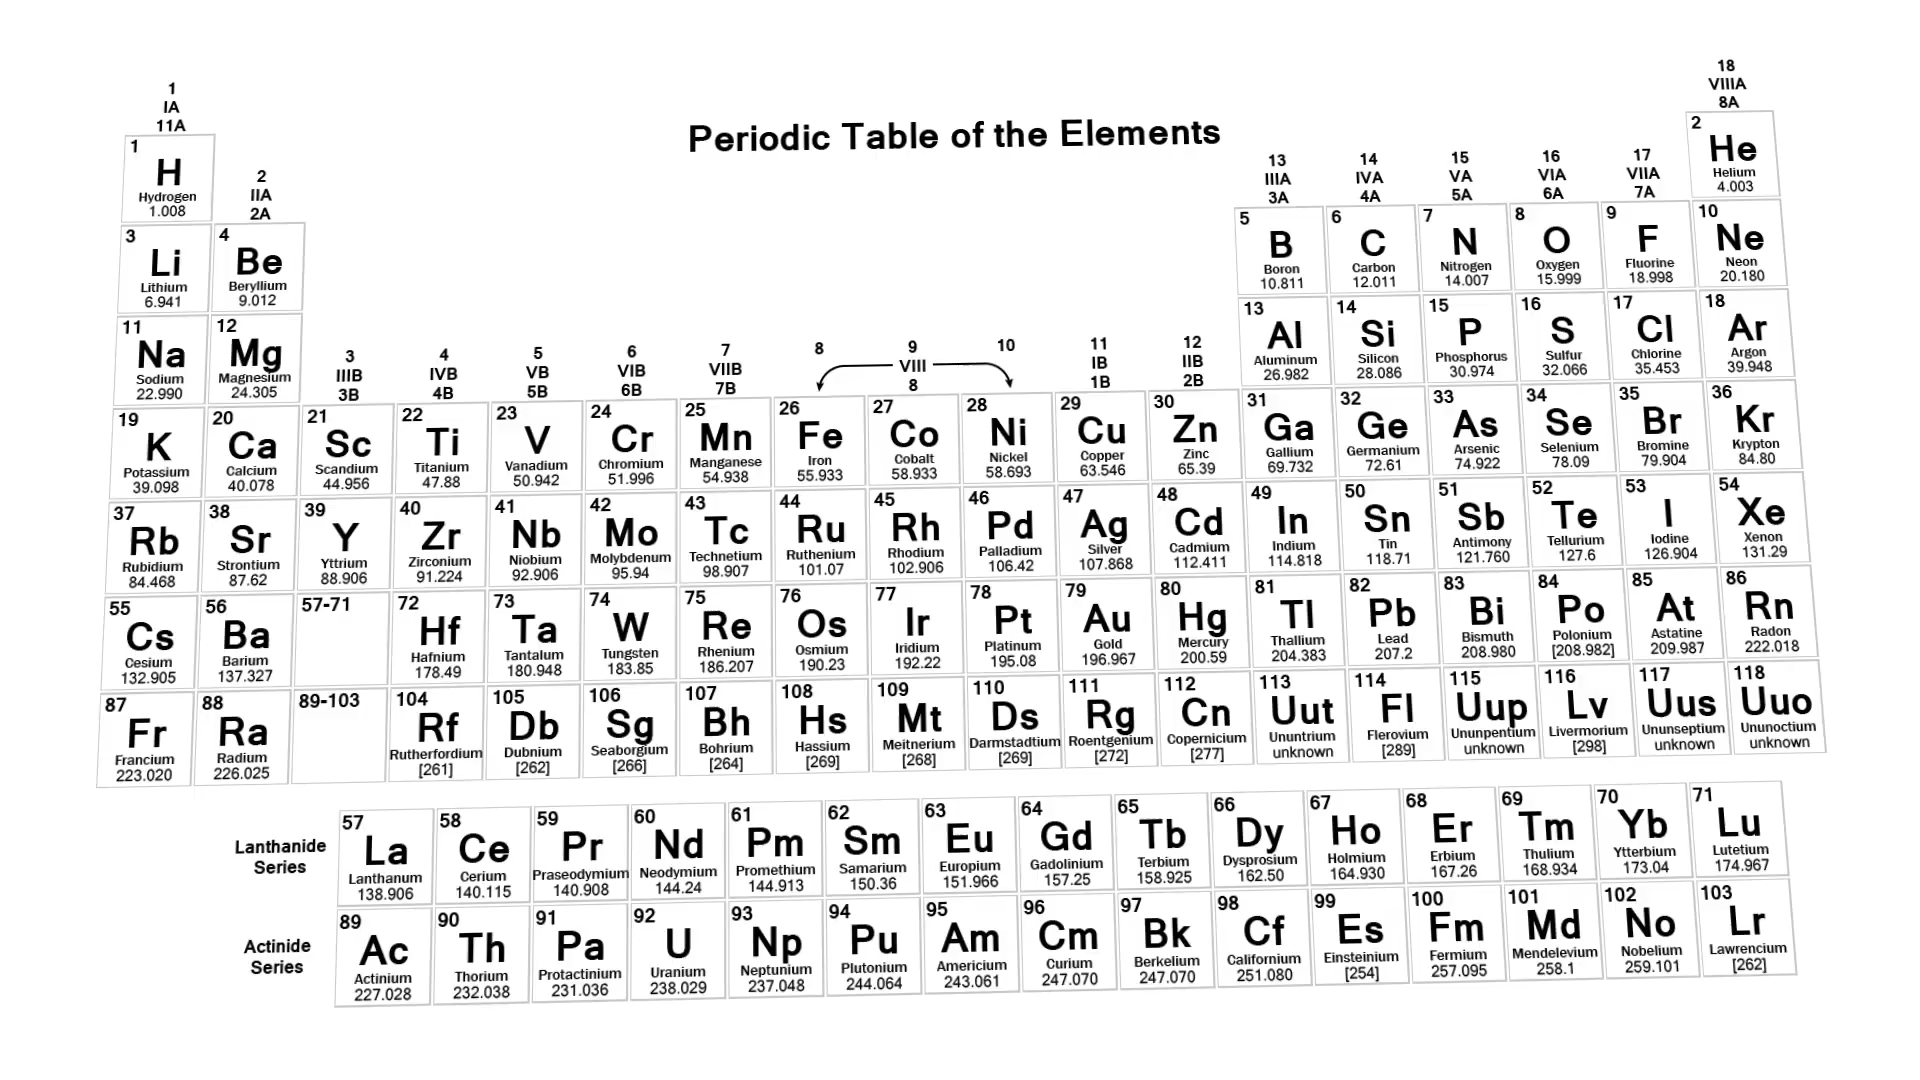 Periodic Table of the Elements
1
IA
11A
2
IIA
2A
3
IIIB
3B
4
IVB
4B
5
VB
5B
6
VIB
6B
7
VIIB
7B
8
9
10
VIII
8
11
IB
1B
12
IIB
2B
13
IIIA
3A
14
IVA
4A
15
VA
5A
16
VIA
6A
17
VIIA
7A
18
VIIIA
8A
1
H
Hydrogen
1.008
2
He
Helium
4.003
3
Li
Lithium
6.941
4
Be
Beryllium
9.012
5
B
Boron
10.811
6
C
Carbon
12.011
7
N
Nitrogen
14.007
8
O
Oxygen
15.999
9
F
Fluorine
18.998
10
Ne
Neon
20.180
11
Na
Sodium
22.990
12
Mg
Magnesium
24.305
13
Al
Aluminum
26.982
14
Si
Silicon
28.086
15
P
Phosphorus
30.974
16
S
Sulfur
32.066
17
Cl
Chlorine
35.453
18
Ar
Argon
39.948
19
K
Potassium
39.098
20
Ca
Calcium
40.078
21
Sc
Scandium
44.956
22
Ti
Titanium
47.88
23
V
Vanadium
50.942
24
Cr
Chromium
51.996
25
Mn
Manganese
54.938
26
Fe
Iron
55.933
27
Co
Cobalt
58.933
28
Ni
Nickel
58.693
29
Cu
Copper
63.546
30
Zn
Zinc
65.39
31
Ga
Gallium
69.732
32
Ge
Germanium
72.61
33
As
Arsenic
74.922
34
Se
Selenium
78.09
35
Br
Bromine
79.904
36
Kr
Krypton
84.80
37
Rb
Rubidium
84.468
38
Sr
Strontium
87.62
39
Y
Yttrium
88.906
40
Zr
Zirconium
91.224
41
Nb
Niobium
92.906
42
Mo
Molybdenum
95.94
43
Tc
Technetium
98.907
44
Ru
Ruthenium
101.07
45
Rh
Rhodium
102.906
46
Pd
Palladium
106.42
47
Ag
Silver
107.868
48
Cd
Cadmium
112.411
49
In
Indium
114.818
50
Sn
Tin
118.71
51
Sb
Antimony
121.760
52
Te
Tellurium
127.6
53
I
Iodine
126.904
54
Xe
Xenon
131.29
55
Cs
Cesium
132.905
56
Ba
Barium
137.327
57-71
72
Hf
Hafnium
178.49
73
Ta
Tantalum
180.948
74
W
Tungsten
183.85
75
Re
Rhenium
186.207
76
Os
Osmium
190.23
77
Ir
Iridium
192.22
78
Pt
Platinum
195.08
79
Au
Gold
196.967
80
Hg
Mercury
200.59
81
Tl
Thallium
204.383
82
Pb
Lead
207.2
83
Bi
Bismuth
208.980
84
Po
Polonium
[208.982]
85
At
Astatine
209.987
86
Rn
Radon
222.018
87
Fr
Francium
223.020
88
Ra
Radium
226.025
89-103
104
Rf
Rutherfordium
[261]
105
Db
Dubnium
[262]
106
Sg
Seaborgium
[266]
107
Bh
Bohrium
[264]
108
Hs
Hassium
[269]
109
Mt
Meitnerium
[268]
110
Ds
Darmstadtium
[269]
111
Rg
Roentgenium
[272]
112
Cn
Copernicium
[277]
113
Uut
Ununtrium
unknown
114
Fl
Flerovium
[289]
115
Uup
Ununpentium
unknown
116
Lv
Livermorium
[298]
117
Uus
Ununseptium
unknown
118
Uuo
Ununoctium
unknown
Lanthanide
Series
57
La
Lanthanum
138.906
58
Ce
Cerium
140.115
59
Pr
Praseodymium
140.908
60
Nd
Neodymium
144.24
61
Pm
Promethium
144.913
62
Sm
Samarium
150.36
63
Eu
Europium
151.966
64
Gd
Gadolinium
157.25
65
Tb
Terbium
158.925
66
Dy
Dysprosium
162.50
67
Ho
Holmium
164.930
68
Er
Erbium
167.26
69
Tm
Thulium
168.934
70
Yb
Ytterbium
173.04
71
Lu
Lutetium
174.967
Actinide
Series
89
Ac
Actinium
227.028
90
Th
Thorium
232.038
91
Pa
Protactinium
231.036
92
U
Uranium
238.029
93
Np
Neptunium
237.048
94
Pu
Plutonium
244.064
95
Am
Americium
243.061
96
Cm
Curium
247.070
97
Bk
Berkelium
247.070
98
Cf
Californium
251.080
99
Es
Einsteinium
[254]
100
Fm
Fermium
257.095
101
Md
Mendelevium
258.1
102
No
Nobelium
259.101
103
Lr
Lawrencium
[262]